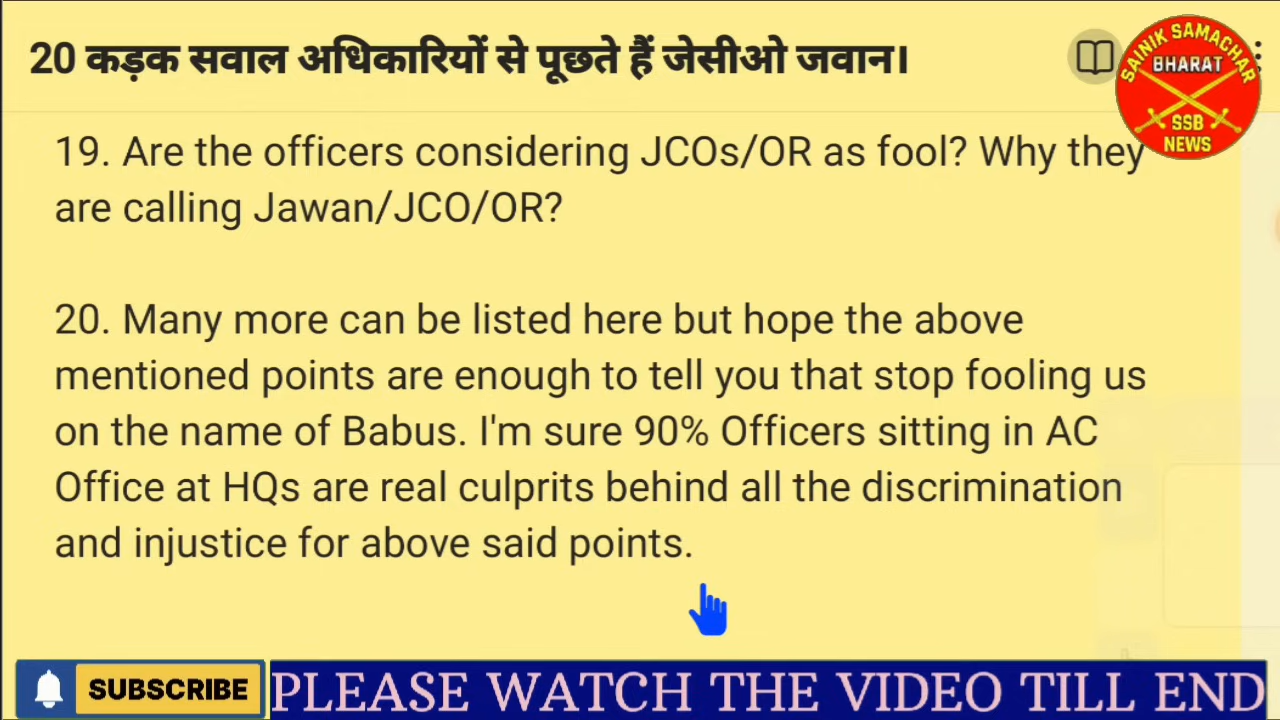 20 कड़क सवाल अधिकारियों से पूछते हैं जेसीओ जवान।
SAINIK SAMACHAR
BHARAT
SSB
NEWS
19. Are the officers considering JCOs/OR as fool? Why they
are calling Jawan/JCO/OR?
20. Many more can be listed here but hope the above
mentioned points are enough to tell you that stop fooling us
on the name of Babus. I'm sure 90% Officers sitting in AC
Office at HQs are real culprits behind all the discrimination
and injustice for above said points.
SUBSCRIBE
PLEASE WATCH THE VIDEO TILL END